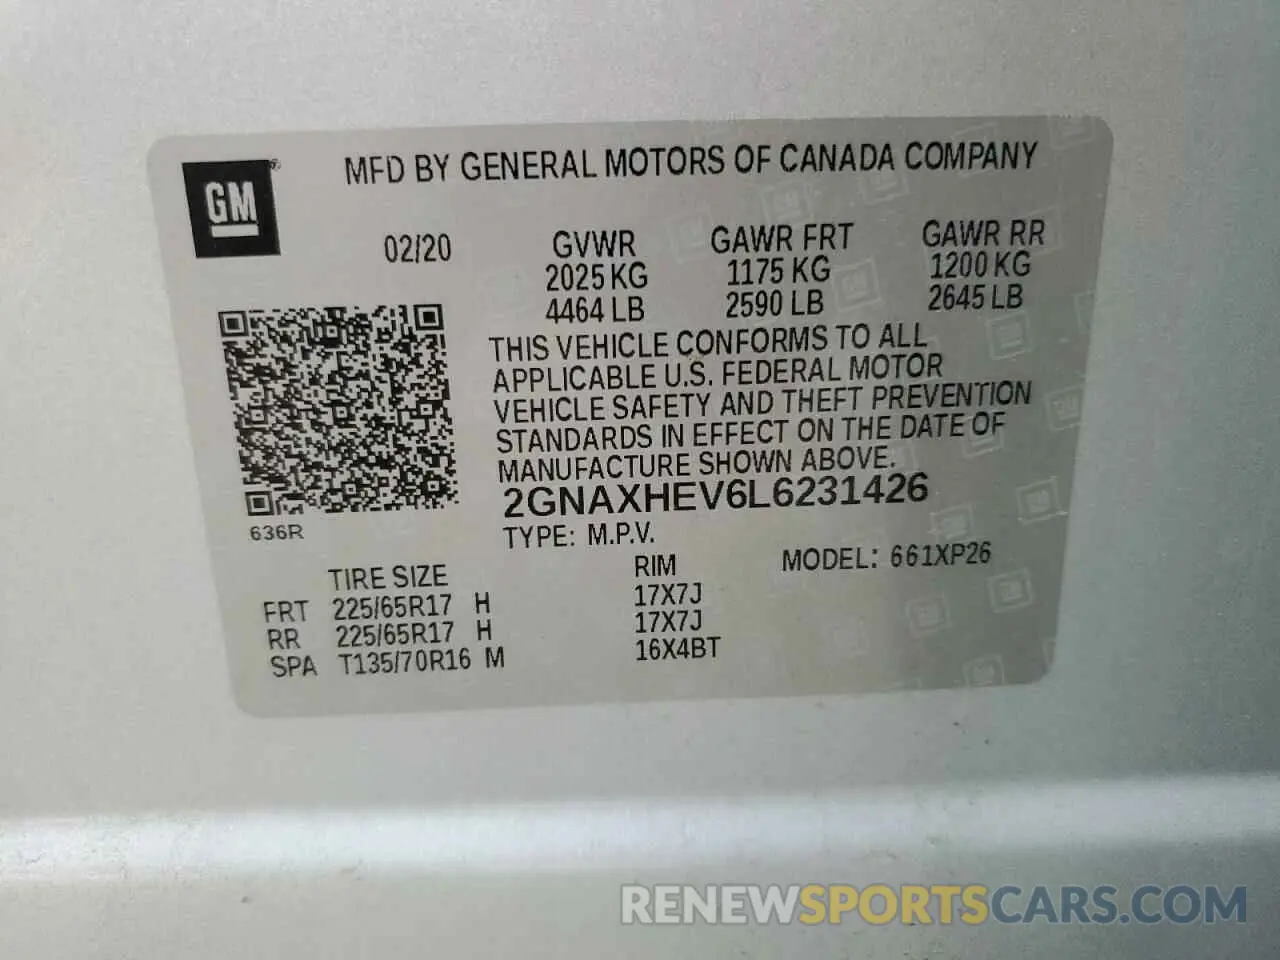 GM ®
MFD BY GENERAL MOTORS OF CANADA COMPANY
02/20 GVWR GAWR FRT GAWR RR
2025 KG 1175 KG 1200 KG
4464 LB 2590 LB 2645 LB
THIS VEHICLE CONFORMS TO ALL
APPLICABLE U.S. FEDERAL MOTOR
VEHICLE SAFETY AND THEFT PREVENTION
STANDARDS IN EFFECT ON THE DATE OF
MANUFACTURE SHOWN ABOVE.
2GNAXHEV6L6231426
636R
TYPE: M.P.V.
TIRE SIZE RIM MODEL: 661XP26
FRT 225/65R17 H 17X7J
RR 225/65R17 H 17X7J
SPA T135/70R16 M 16X4BT
RENEWSPORTSCARS.COM